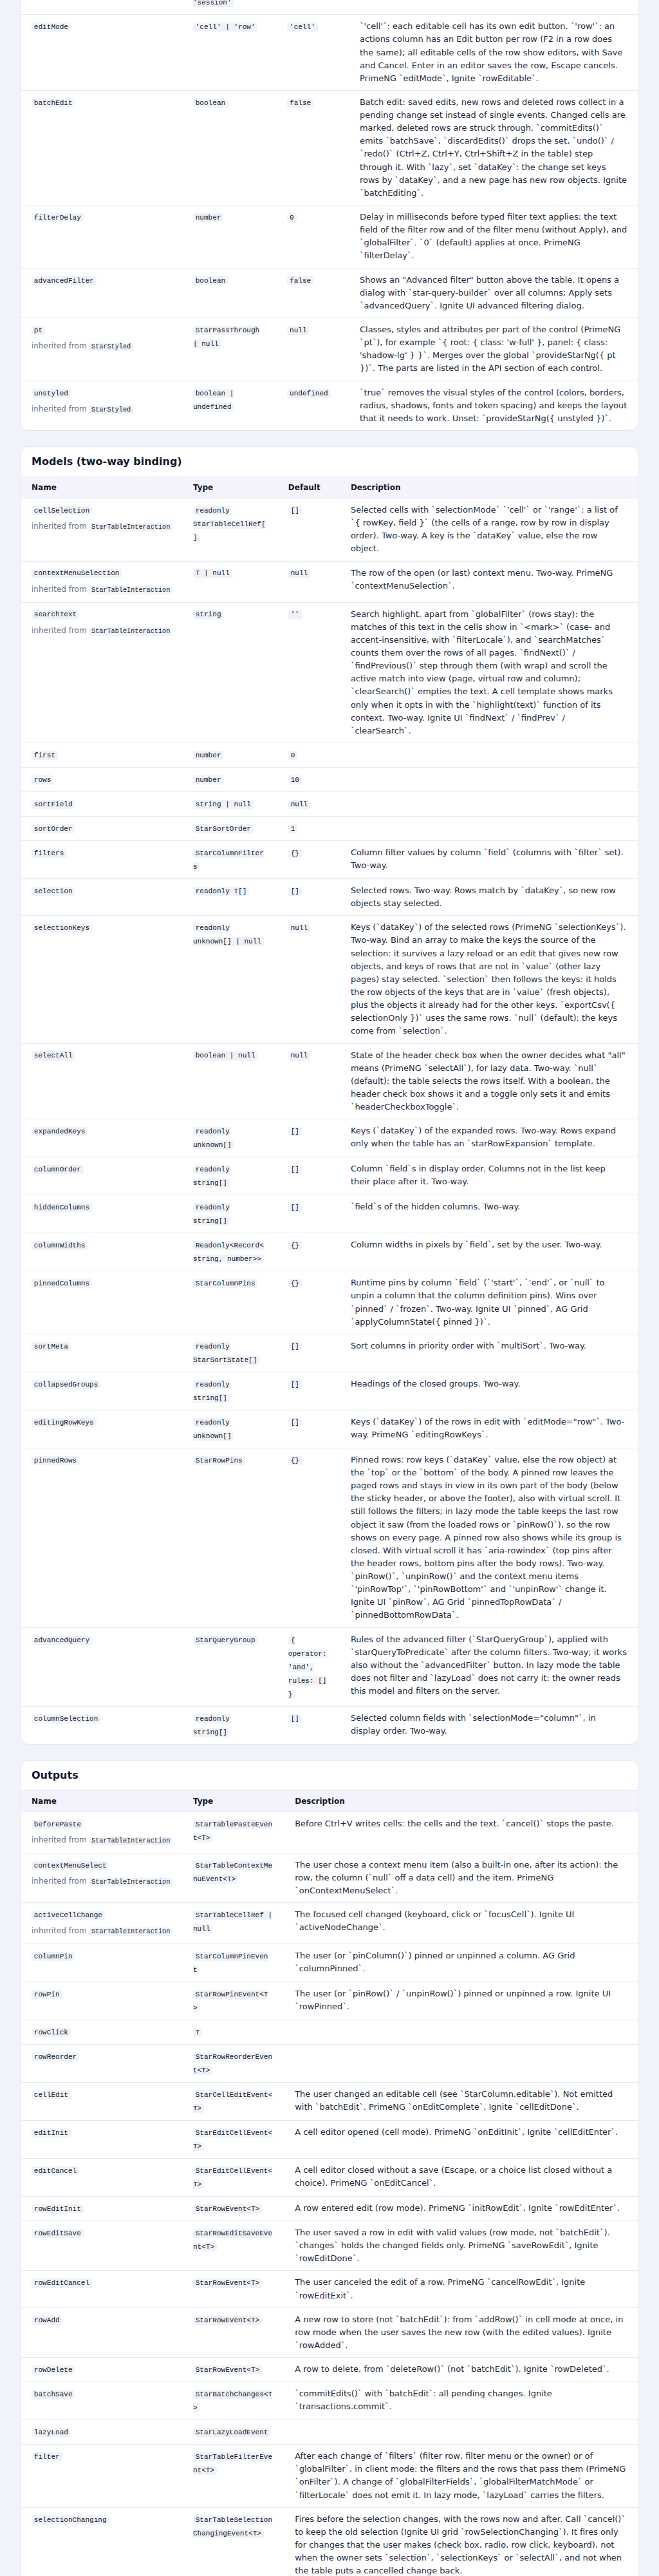 'session'
editMode 'cell' | 'row' 'cell' `'cell'`: each editable cell has its own edit button. `'row'`: an
actions column has an Edit button per row (F2 in a row does
the same); all editable cells of the row show editors, with Save
and Cancel. Enter in an editor saves the row, Escape cancels.
PrimeNG `editMode`, Ignite `rowEditable`.
batchEdit boolean false Batch edit: saved edits, new rows and deleted rows collect in a
pending change set instead of single events. Changed cells are
marked, deleted rows are struck through. `commitEdits()`
emits `batchSave`, `discardEdits()` drops the set, `undo()` /
`redo()` (Ctrl+Z, Ctrl+Y, Ctrl+Shift+Z in the table) step
through it. With `lazy`, set `dataKey`: the change set keys
rows by `dataKey`, and a new page has new row objects. Ignite
`batchEditing`.
filterDelay number 0 Delay in milliseconds before typed filter text applies: the text
field of the filter row and of the filter menu (without Apply), and
`globalFilter`. `0` (default) applies at once. PrimeNG
`filterDelay`.
advancedFilter boolean false Shows an "Advanced filter" button above the table. It opens a
dialog with `star-query-builder` over all columns; Apply sets
`advancedQuery`. Ignite UI advanced filtering dialog.
pt StarPassThrough null Classes, styles and attributes per part of the control (PrimeNG
inherited from StarStyled | null `pt`), for example `{ root: { class: 'w-full' }, panel: { class:
'shadow-lg' } }`. Merges over the global `provideStarNg({ pt
})`. The parts are listed in the API section of each control.
unstyled boolean | undefined `true` removes the visual styles of the control (colors, borders,
inherited from StarStyled undefined radius, shadows, fonts and token spacing) and keeps the layout
that it needs to work. Unset: `provideStarNg({ unstyled })`.
Models (two-way binding)
Name Type Default Description
cellSelection readonly [] Selected cells with `selectionMode` `'cell'` or `'range'`: a list of
inherited from StarTableInteraction StarTableCellRef[ `{ rowKey, field }` (the cells of a range, row by row in display
] order). Two-way. A key is the `dataKey` value, else the row
object.
contextMenuSelection T | null null The row of the open (or last) context menu. Two-way. PrimeNG
inherited from StarTableInteraction `contextMenuSelection`.
searchText string '' Search highlight, apart from `globalFilter` (rows stay): the
inherited from StarTableInteraction matches of this text in the cells show in `<mark>` (case- and
accent-insensitive, with `filterLocale`), and `searchMatches`
counts them over the rows of all pages. `findNext()` /
`findPrevious()` step through them (with wrap) and scroll the
active match into view (page, virtual row and column);
`clearSearch()` empties the text. A cell template shows marks
only when it opts in with the `highlight(text)` function of its
context. Two-way. Ignite UI `findNext` / `findPrev` /
`clearSearch`.
first number 0
rows number 10
sortField string | null null
sortOrder StarSortOrder 1
filters StarColumnFilter {} Column filter values by column `field` (columns with `filter` set).
s Two-way.
selection readonly T[] [] Selected rows. Two-way. Rows match by `dataKey`, so new row
objects stay selected.
selectionKeys readonly null Keys (`dataKey`) of the selected rows (PrimeNG `selectionKeys`).
unknown[] | null Two-way. Bind an array to make the keys the source of the
selection: it survives a lazy reload or an edit that gives new row
objects, and keys of rows that are not in `value` (other lazy
pages) stay selected. `selection` then follows the keys: it holds
the row objects of the keys that are in `value` (fresh objects),
plus the objects it already had for the other keys. `exportCsv({
selectionOnly })` uses the same rows. `null` (default): the keys
come from `selection`.
selectAll boolean | null null State of the header check box when the owner decides what "all"
means (PrimeNG `selectAll`), for lazy data. Two-way. `null`
(default): the table selects the rows itself. With a boolean, the
header check box shows it and a toggle only sets it and emits
`headerCheckboxToggle`.
expandedKeys readonly [] Keys (`dataKey`) of the expanded rows. Two-way. Rows expand
unknown[] only when the table has an `starRowExpansion` template.
columnOrder readonly [] Column `field`s in display order. Columns not in the list keep
string[] their place after it. Two-way.
hiddenColumns readonly [] `field`s of the hidden columns. Two-way.
string[]
columnWidths Readonly<Record< {} Column widths in pixels by `field`, set by the user. Two-way.
string, number>>
pinnedColumns StarColumnPins {} Runtime pins by column `field` (`'start'`, `'end'`, or `null` to
unpin a column that the column definition pins). Wins over
`pinned` / `frozen`. Two-way. Ignite UI `pinned`, AG Grid
`applyColumnState({ pinned })`.
sortMeta readonly [] Sort columns in priority order with `multiSort`. Two-way.
StarSortState[]
collapsedGroups readonly [] Headings of the closed groups. Two-way.
string[]
editingRowKeys readonly [] Keys (`dataKey`) of the rows in edit with `editMode="row"`. Two-
unknown[] way. PrimeNG `editingRowKeys`.
pinnedRows StarRowPins {} Pinned rows: row keys (`dataKey` value, else the row object) at
the `top` or the `bottom` of the body. A pinned row leaves the
paged rows and stays in view in its own part of the body (below
the sticky header, or above the footer), also with virtual scroll. It
still follows the filters; in lazy mode the table keeps the last row
object it saw (from the loaded rows or `pinRow()`), so the row
shows on every page. A pinned row also shows while its group is
closed. With virtual scroll it has `aria-rowindex` (top pins after
the header rows, bottom pins after the body rows). Two-way.
`pinRow()`, `unpinRow()` and the context menu items
`'pinRowTop'`, `'pinRowBottom'` and `'unpinRow'` change it.
Ignite UI `pinRow`, AG Grid `pinnedTopRowData` /
`pinnedBottomRowData`.
advancedQuery StarQueryGroup { Rules of the advanced filter (`StarQueryGroup`), applied with
operator: `starQueryToPredicate` after the column filters. Two-way; it works
'and', also without the `advancedFilter` button. In lazy mode the table
rules: [] does not filter and `lazyLoad` does not carry it: the owner reads
} this model and filters on the server.
columnSelection readonly [] Selected column fields with `selectionMode="column"`, in
string[] display order. Two-way.
Outputs
Name Type Description
beforePaste StarTablePasteEven Before Ctrl+V writes cells: the cells and the text. `cancel()` stops the paste.
inherited from StarTableInteraction t<T>
contextMenuSelect StarTableContextMe The user chose a context menu item (also a built-in one, after its action): the
inherited from StarTableInteraction nuEvent<T> row, the column (`null` off a data cell) and the item. PrimeNG
`onContextMenuSelect`.
activeCellChange StarTableCellRef | The focused cell changed (keyboard, click or `focusCell`). Ignite UI
inherited from StarTableInteraction null `activeNodeChange`.
columnPin StarColumnPinEven The user (or `pinColumn()`) pinned or unpinned a column. AG Grid
t `columnPinned`.
rowPin StarRowPinEvent<T The user (or `pinRow()` / `unpinRow()`) pinned or unpinned a row. Ignite UI
> `rowPinned`.
rowClick T
rowReorder StarRowReorderEven
t<T>
cellEdit StarCellEditEvent< The user changed an editable cell (see `StarColumn.editable`). Not emitted
T> with `batchEdit`. PrimeNG `onEditComplete`, Ignite `cellEditDone`.
editInit StarEditCellEvent< A cell editor opened (cell mode). PrimeNG `onEditInit`, Ignite `cellEditEnter`.
T>
editCancel StarEditCellEvent< A cell editor closed without a save (Escape, or a choice list closed without a
T> choice). PrimeNG `onEditCancel`.
rowEditInit StarRowEvent<T> A row entered edit (row mode). PrimeNG `initRowEdit`, Ignite `rowEditEnter`.
rowEditSave StarRowEditSaveEve The user saved a row in edit with valid values (row mode, not `batchEdit`).
nt<T> `changes` holds the changed fields only. PrimeNG `saveRowEdit`, Ignite
`rowEditDone`.
rowEditCancel StarRowEvent<T> The user canceled the edit of a row. PrimeNG `cancelRowEdit`, Ignite
`rowEditExit`.
rowAdd StarRowEvent<T> A new row to store (not `batchEdit`): from `addRow()` in cell mode at once, in
row mode when the user saves the new row (with the edited values). Ignite
`rowAdded`.
rowDelete StarRowEvent<T> A row to delete, from `deleteRow()` (not `batchEdit`). Ignite `rowDeleted`.
batchSave StarBatchChanges<T `commitEdits()` with `batchEdit`: all pending changes. Ignite
> `transactions.commit`.
lazyLoad StarLazyLoadEvent
filter StarTableFilterEve After each change of `filters` (filter row, filter menu or the owner) or of
nt<T> `globalFilter`, in client mode: the filters and the rows that pass them (PrimeNG
`onFilter`). A change of `globalFilterFields`, `globalFilterMatchMode` or
`filterLocale` does not emit it. In lazy mode, `lazyLoad` carries the filters.
selectionChanging StarTableSelection Fires before the selection changes, with the rows now and after. Call `cancel()`
ChangingEvent<T> to keep the old selection (Ignite UI grid `rowSelectionChanging`). It fires only
for changes that the user makes (check box, radio, row click, keyboard), not
when the owner sets `selection`, `selectionKeys` or `selectAll`, and not when
the table puts a cancelled change back.